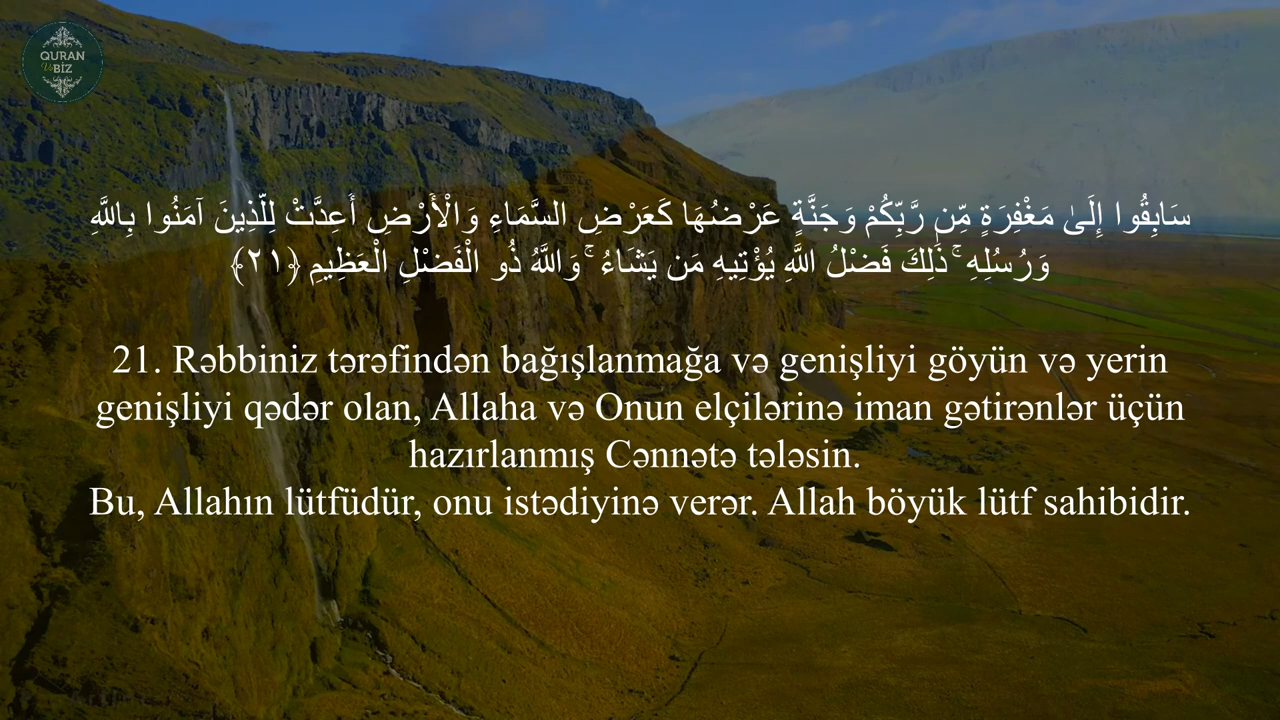 QURAN
Və BİZ
سَابِقُوا إِلَىٰ مَغْفِرَةٍ مِّن رَّبِّكُمْ وَجَنَّةٍ عَرْضُهَا كَعَرْضِ السَّمَاءِ وَالْأَرْضِ أُعِدَّتْ لِلَّذِينَ آمَنُوا بِاللَّهِ
وَرُسُلِهِ ۚ ذَٰلِكَ فَضْلُ اللَّهِ يُؤْتِيهِ مَن يَشَاءُ ۚ وَاللَّهُ ذُو الْفَضْلِ الْعَظِيمِ ﴿٢١﴾
21. Rəbbiniz tərəfindən bağışlanmağa və genişliyi göyün və yerin
genişliyi qədər olan, Allaha və Onun elçilərinə iman gətirənlər üçün
hazırlanmış Cənnətə tələsin.
Bu, Allahın lütfüdür, onu istədiyinə verər. Allah böyük lütf sahibidir.